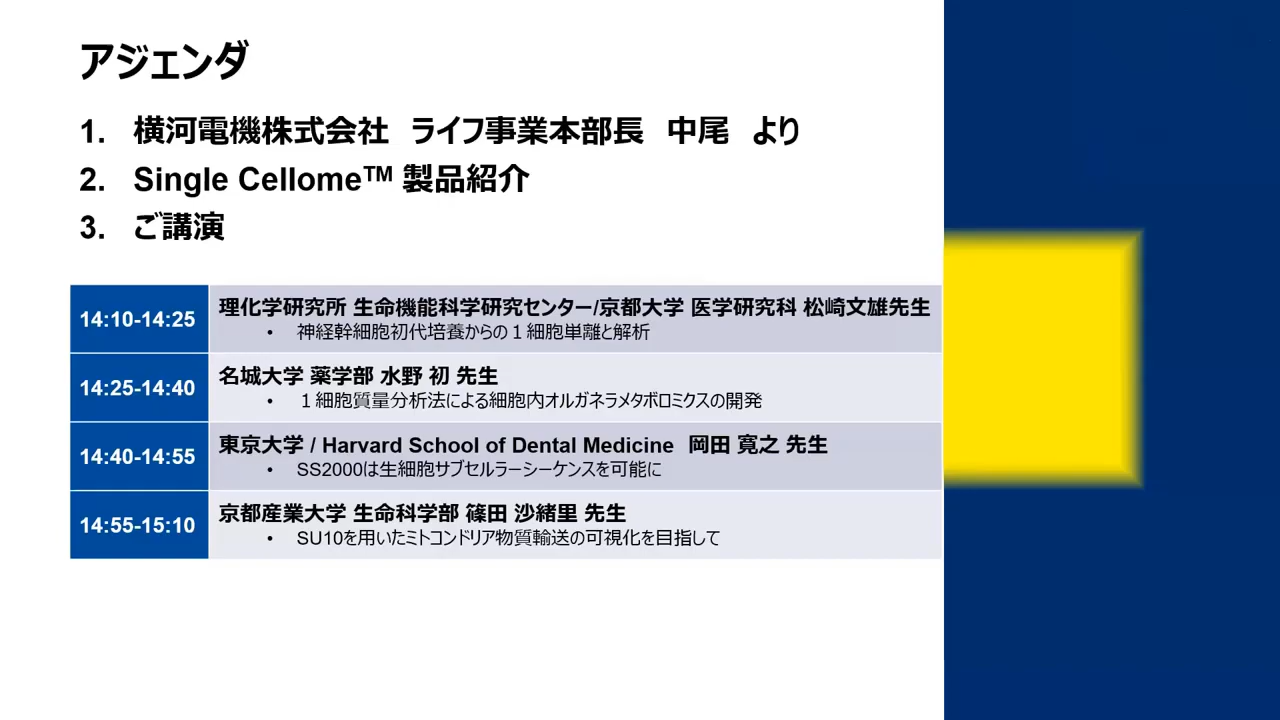 アジェンダ
1. 横河電機株式会社 ライフ事業本部長 中尾 より
2. Single Cellome™ 製品紹介
3. ご講演
14:10-14:25
理化学研究所 生命機能科学研究センター/京都大学 医学研究科 松崎文雄先生
• 神経幹細胞初代培養からの１細胞単離と解析
14:25-14:40
名城大学 薬学部 水野 初 先生
• １細胞質量分析法による細胞内オルガネラメタボロミクスの開発
14:40-14:55
東京大学 / Harvard School of Dental Medicine 岡田 寛之 先生
• SS2000は生細胞サブセルラーシーケンスを可能に
14:55-15:10
京都産業大学 生命科学部 篠田 沙緒里 先生
• SU10を用いたミトコンドリア物質輸送の可視化を目指して